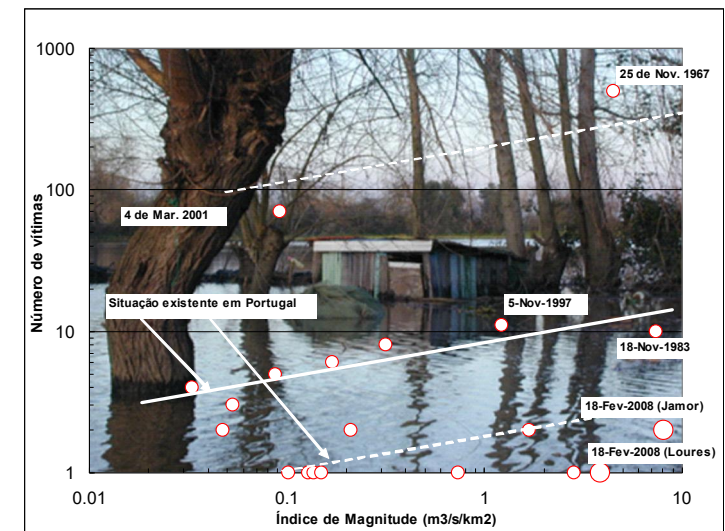 1000
25 de Nov. 1967
100
4 de Mar. 2001
Número de vítimas
Situação existente em Portugal
5-Nov-1997
10
18-Nov-1983
18-Fev-2008 (Jamor)
18-Fev-2008 (Loures)
1
0.01
0.1
1
10
Índice de Magnitude (m3/s/km2)